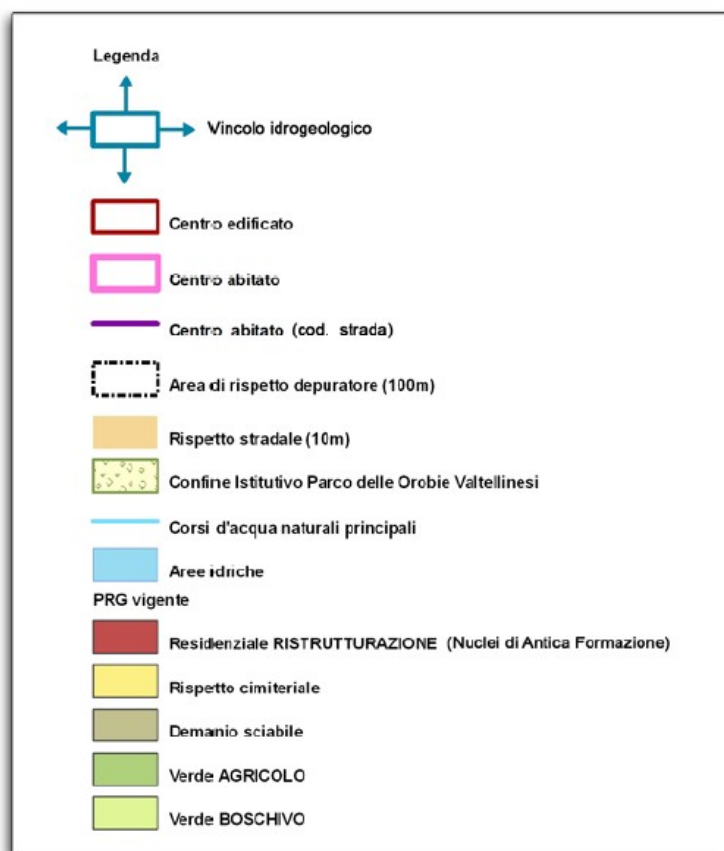 Legenda
Vincolo idrogeologico
Centro edificato
Centro abitato
Centro abitato (cod. strada)
Area di rispetto depuratore (100m)
Rispetto stradale (10m)
Confine Istitutivo Parco delle Orobie Valtellinesi
Corsi d'acqua naturali principali
Aree idriche
PRG vigente
Residenziale RISTRUTTURAZIONE (Nuclei di Antica Formazione)
Rispetto cimiteriale
Demanio sciabile
Verde AGRICOLO
Verde BOSCHIVO